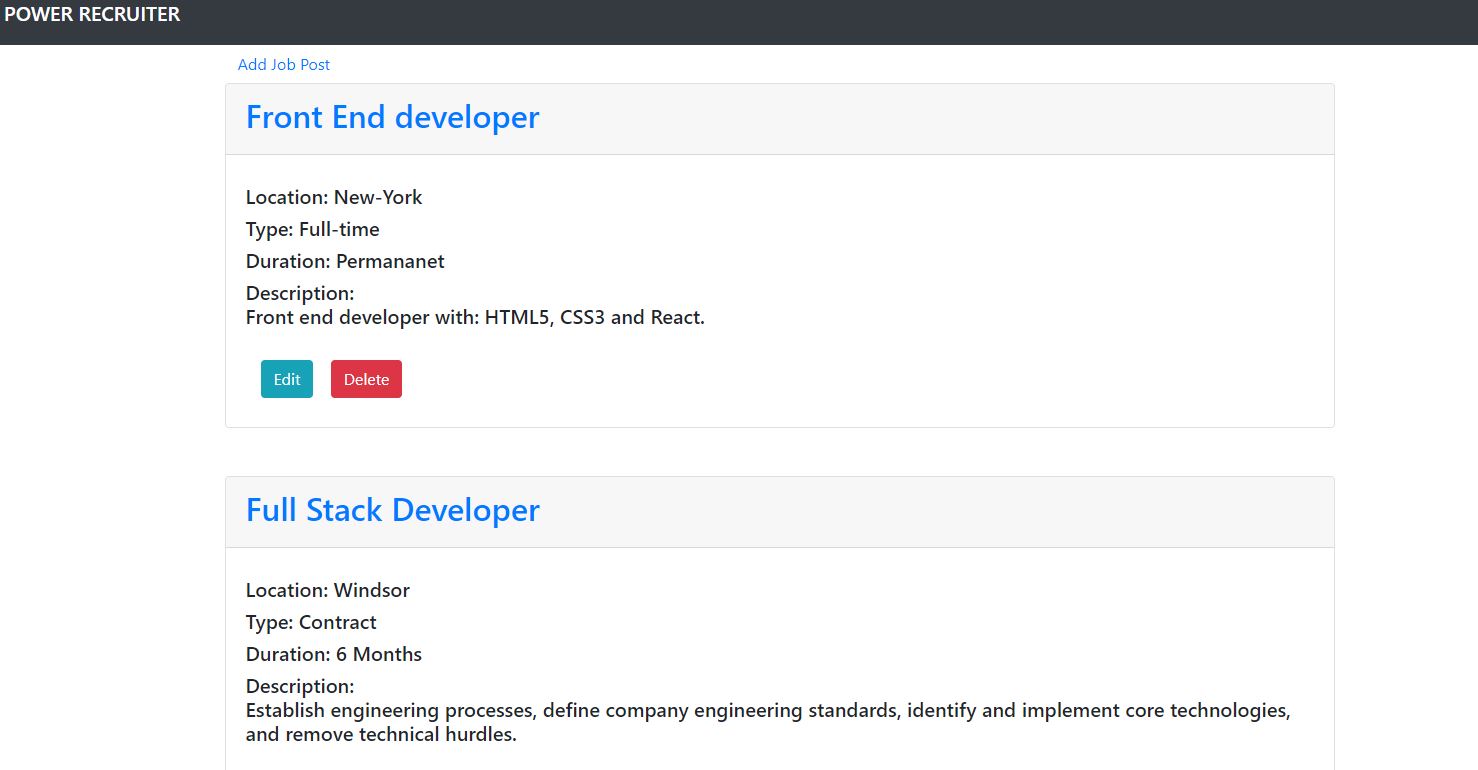 POWER RECRUITER
Add Job Post
Front End developer
Location: New-York
Type: Full-time
Duration: Permananet
Description:
Front end developer with: HTML5, CSS3 and React.
Edit Delete
Full Stack Developer
Location: Windsor
Type: Contract
Duration: 6 Months
Description:
Establish engineering processes, define company engineering standards, identify and implement core technologies,
and remove technical hurdles.